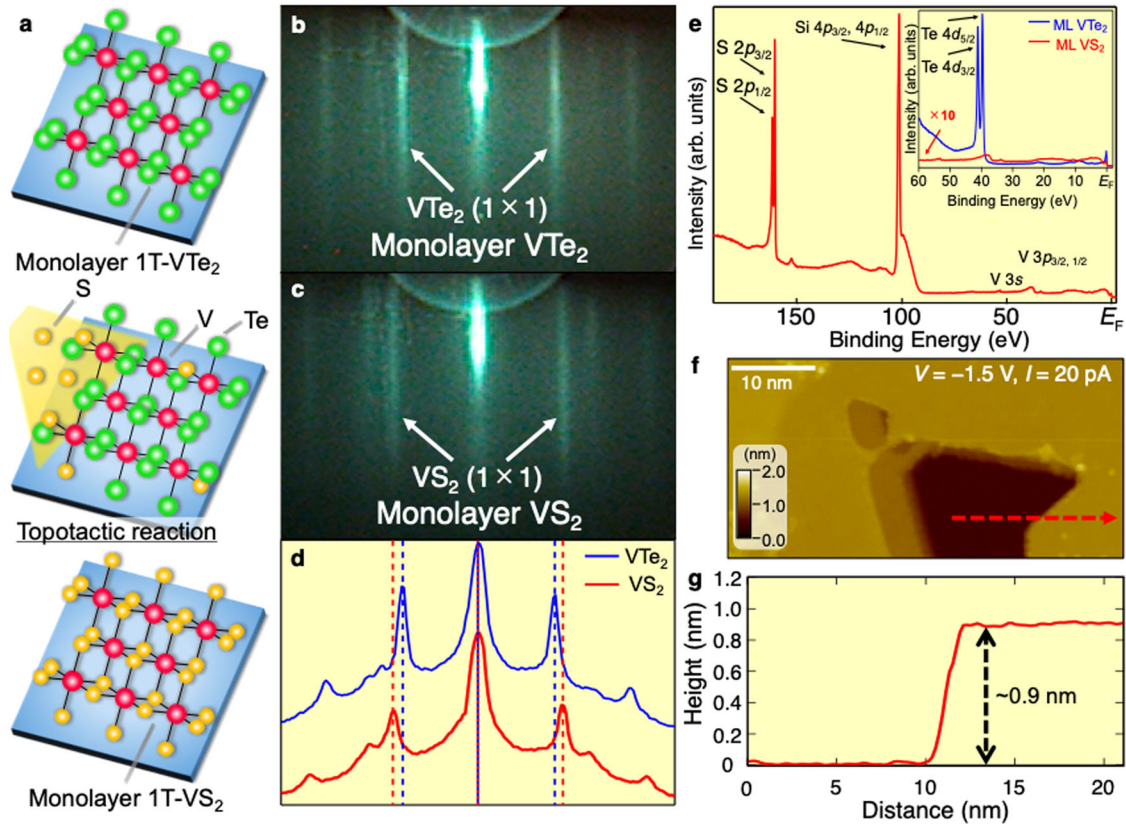 a
Monolayer 1T-VTe₂
S
V
Te
Topotactic reaction
Monolayer 1T-VS₂
b
VTe₂ (1 × 1)
Monolayer VTe₂
c
VS₂ (1 × 1)
Monolayer VS₂
d
VTe₂
VS₂
e
Intensity (arb. units)
S 2p₃/₂
S 2p₁/₂
Si 4p₃/₂, 4p₁/₂
V 3s
V 3p₃/₂, ₁/₂
150
100
50
E_F
Binding Energy (eV)
Intensity (arb. units)
Te 4d₅/₂
Te 4d₃/₂
ML VTe₂
ML VS₂
×10
60
50
40
30
20
10
E_F
Binding Energy (eV)
f
10 nm
V = −1.5 V, I = 20 pA
(nm)
2.0
1.0
0.0
g
Height (nm)
1.2
1.0
0.8
0.6
0.4
0.2
0
~0.9 nm
0
5
10
15
20
Distance (nm)